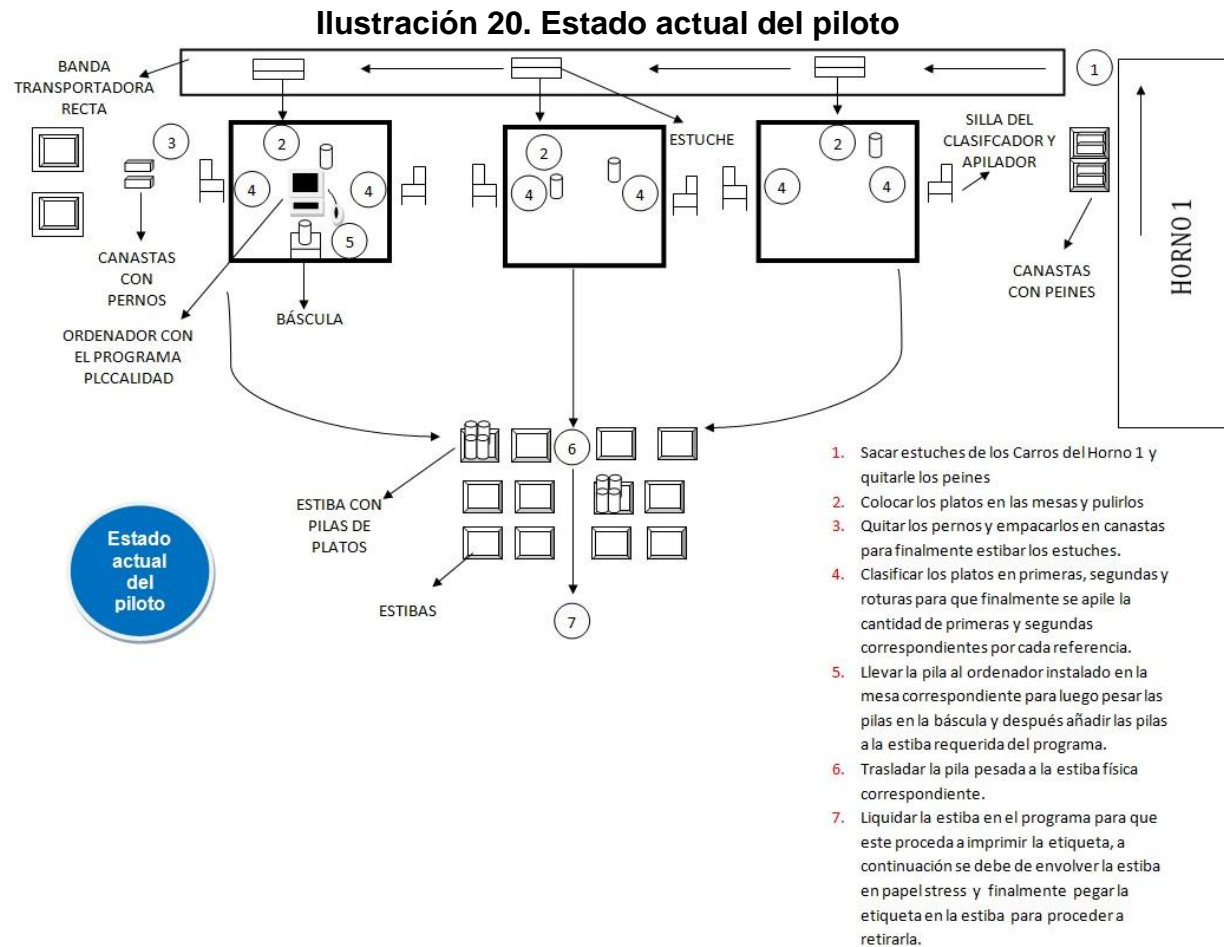 Ilustración 20. Estado actual del piloto
BANDA
TRANSPORTADORA
RECTA
1
3
2
4
4
5
2
4
4
ESTUCHE
2
4
4
SILLA DEL
CLASIFCADOR Y
APILADOR
HORNO 1
CANASTAS
CON
PERNOS
BÁSCULA
CANASTAS
CON PEINES
ORDENADOR CON
EL PROGRAMA
PLCCALIDAD
6
ESTIBA CON
PILAS DE
PLATOS
ESTIBAS
7
Estado
actual
del
piloto
1. Sacar estuches de los Carros del Horno 1 y
quitarle los peines
2. Colocar los platos en las mesas y pulirlos
3. Quitar los pernos y empacarlos en canastas
para finalmente estibar los estuches.
4. Clasificar los platos en primeras, segundas y
roturas para que finalmente se apile la
cantidad de primeras y segundas
correspondientes por cada referencia.
5. Llevar la pila al ordenador instalado en la
mesa correspondiente para luego pesar las
pilas en la báscula y después añadir las pilas
a la estiba requerida del programa.
6. Trasladar la pila pesada a la estiba física
correspondiente.
7. Liquidar la estiba en el programa para que
este proceda a imprimir la etiqueta, a
continuación se debe de envolver la estiba
en papel stress y finalmente pegar la
etiqueta en la estiba para proceder a
retirarla.